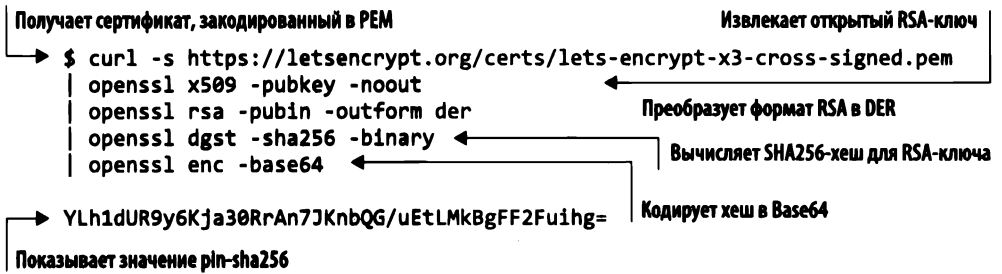 Получает сертификат, закодированный в PEM
Извлекает открытый RSA-ключ
$ curl -s https://letsencrypt.org/certs/lets-encrypt-x3-cross-signed.pem
| openssl x509 -pubkey -noout
| openssl rsa -pubin -outform der
Преобразует формат RSA в DER
| openssl dgst -sha256 -binary
Вычисляет SHA256-хеш для RSA-ключа
| openssl enc -base64
Кодирует хеш в Base64
YLh1dUR9y6Kja30RrAn7JKnbQG/uEtLMkBgFF2Fuihg=
Показывает значение pin-sha256